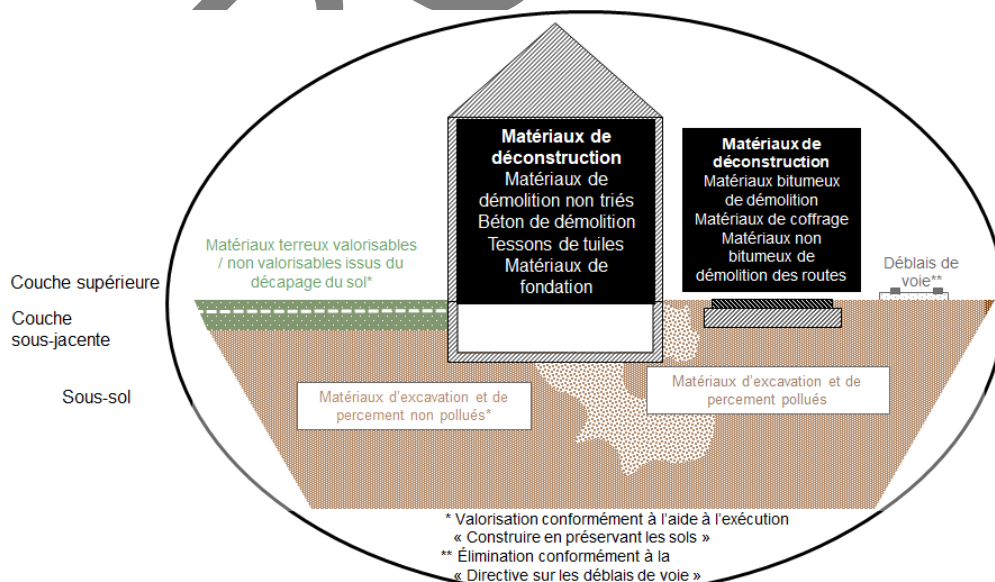 Matériaux de
déconstruction
Matériaux de
démolition non triés
Béton de démolition
Tessons de tuiles
Matériaux de
fondation
Matériaux de
déconstruction
Matériaux bitumeux
de démolition
Matériaux de coffrage
Matériaux non
bitumeux de
démolition des routes
Matériaux terreux valorisables
/ non valorisables issus du
décapage du sol*
Déblais de
voie**
Couche supérieure
Couche
sous-jacente
Sous-sol
Matériaux d'excavation et de
percement non pollués*
Matériaux d'excavation et de
percement pollués
* Valorisation conformément à l'aide à l'exécution
« Construire en préservant les sols »
** Élimination conformément à la
« Directive sur les déblais de voie »